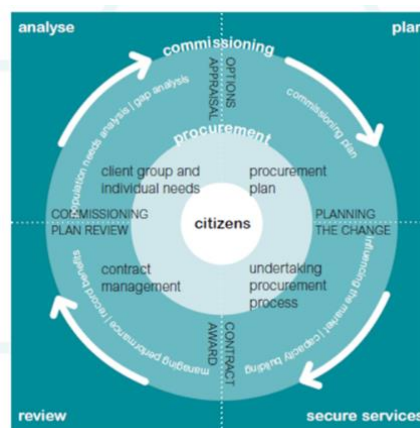 analyse
plan
commissioning
OPTIONS
APPRAISAL
population needs analysis | gap analysis
commissioning plan
procurement
client group and
individual needs
procurement
plan
COMMISSIONING
PLAN REVIEW
citizens
PLANNING
THE CHANGE
contract
management
undertaking
procurement
process
managing performance | record benefits
influencing the market | capacity building
CONTRACT
AWARD
review
secure services